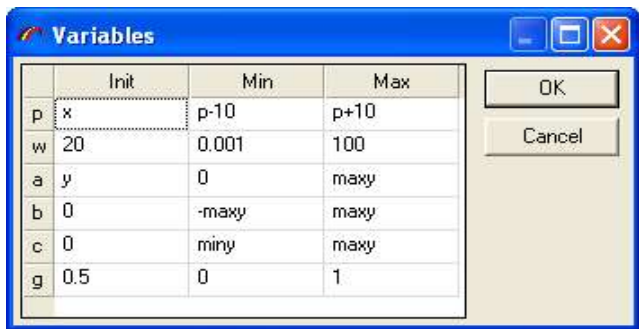 Variables
Init Min Max
OK
p x p-10 p+10
Cancel
w 20 0.001 100
a y 0 maxy
b 0 -maxy maxy
c 0 miny maxy
g 0.5 0 1